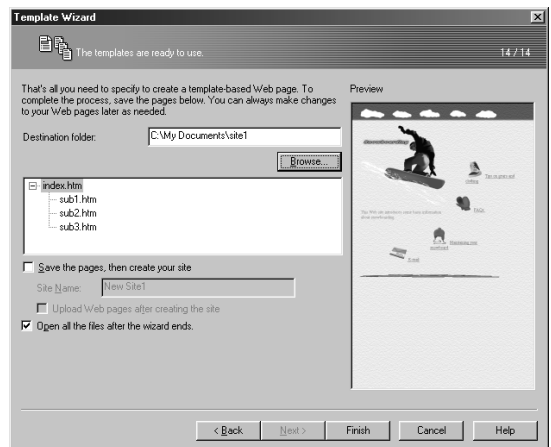 Template Wizard
The templates are ready to use.
14 / 14
That's all you need to specify to create a template-based Web page. To
complete the process, save the pages below. You can always make changes
to your Web pages later as needed.
Destination folder:
C:\My Documents\site1
Browse...
index.htm
sub1.htm
sub2.htm
sub3.htm
Save the pages, then create your site
Site Name:
New Site1
Upload Web pages after creating the site
Open all the files after the wizard ends.
Preview
FAQs
E-mail
< Back
Next >
Finish
Cancel
Help